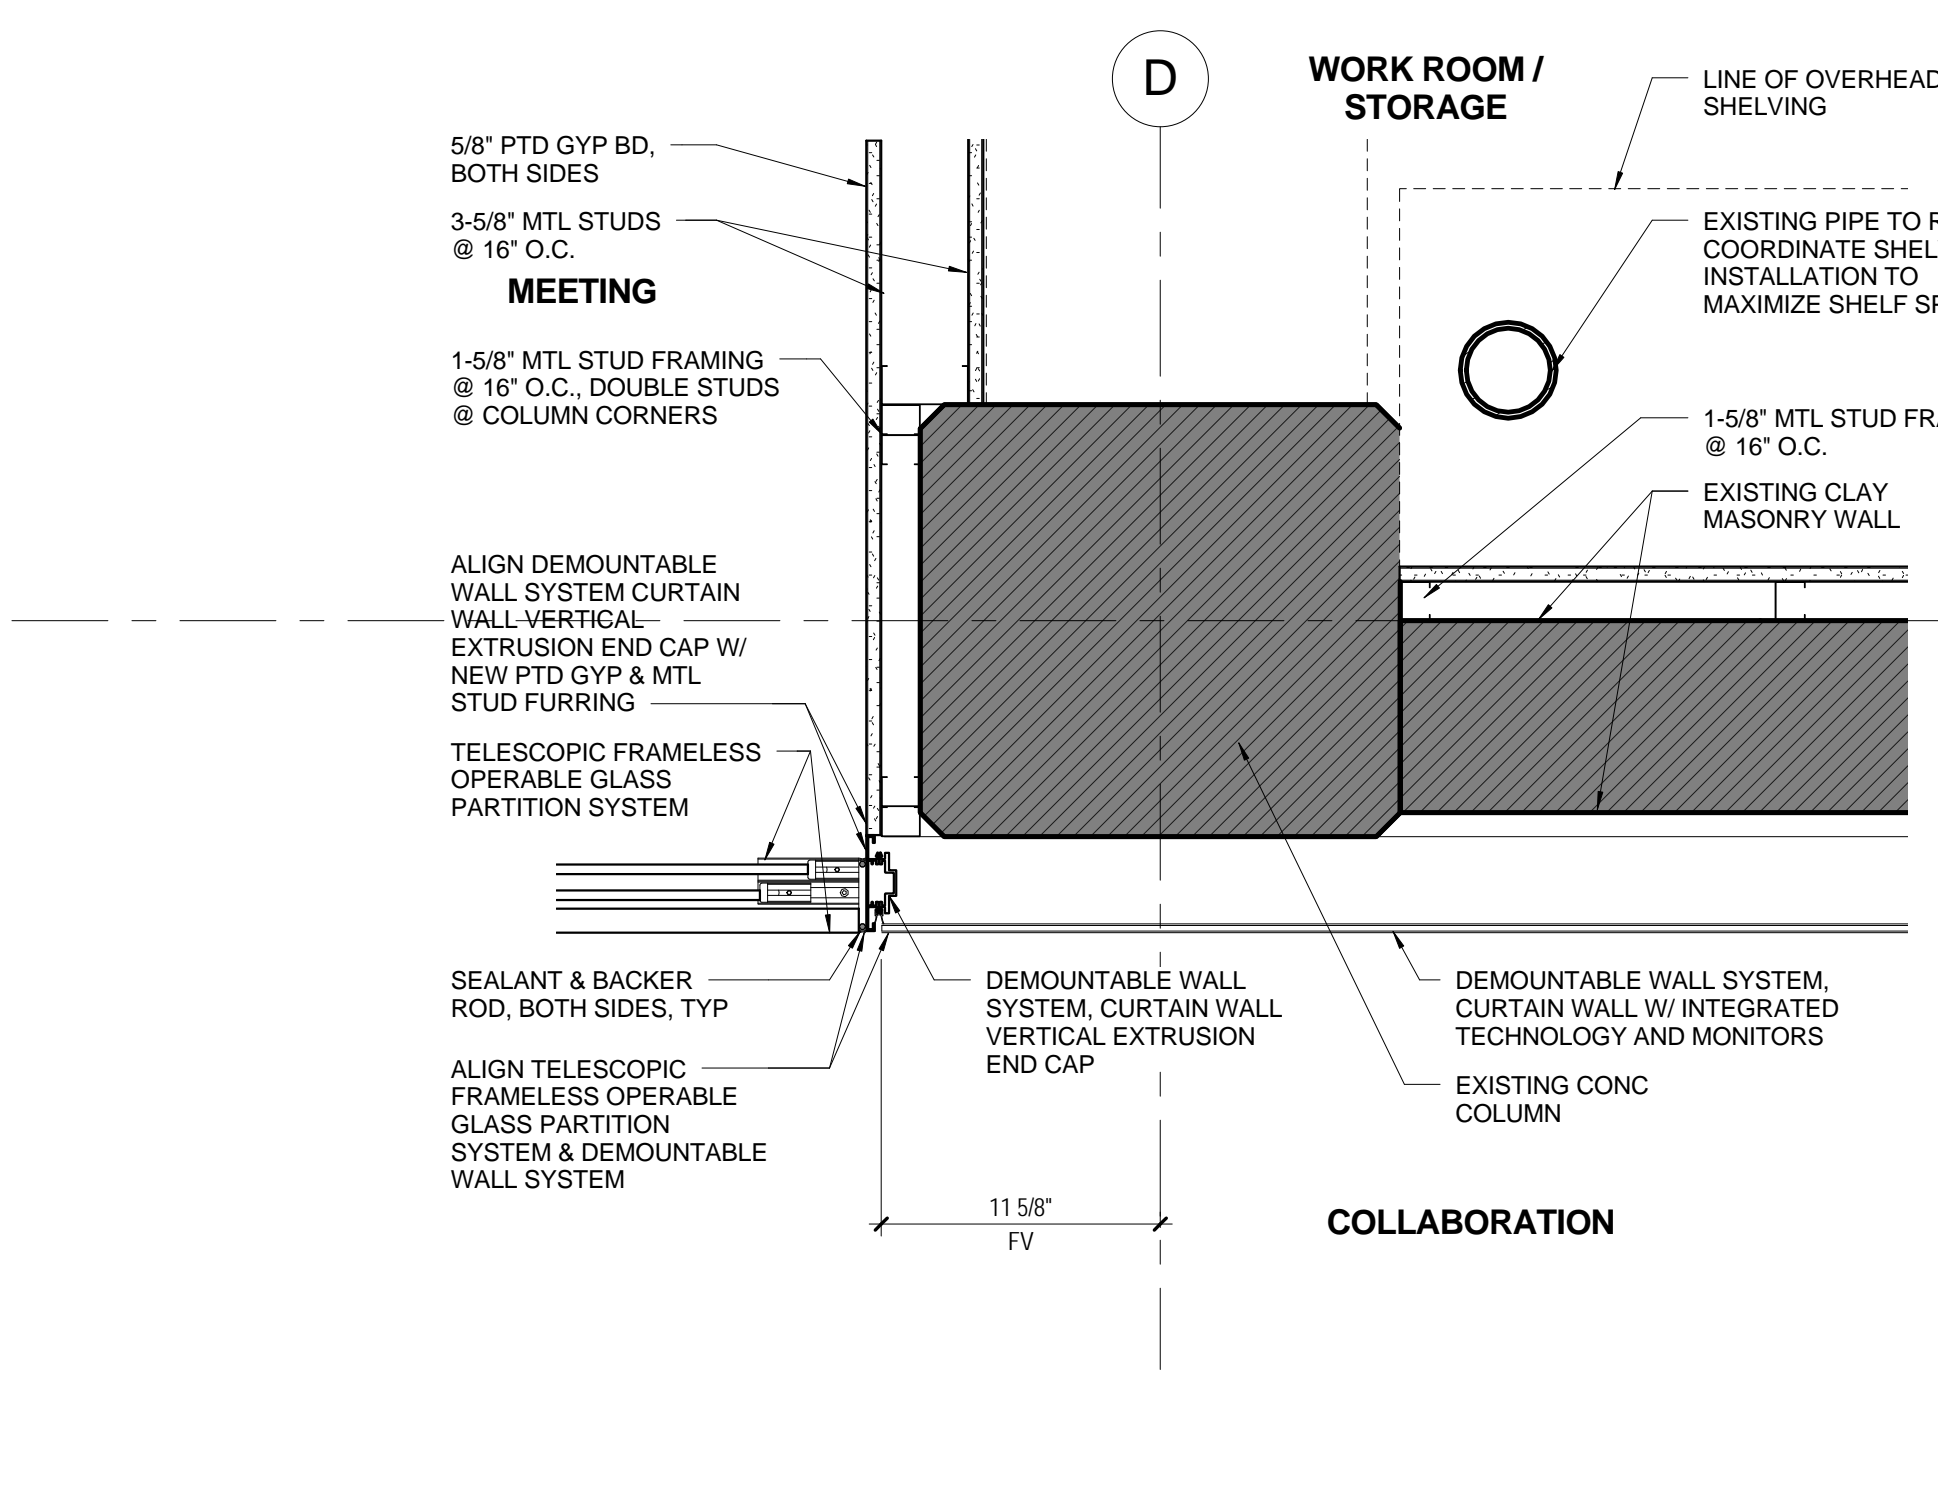 D
WORK ROOM /
STORAGE
LINE OF OVERHEAD
SHELVING
5/8" PTD GYP BD,
BOTH SIDES
3-5/8" MTL STUDS
@ 16" O.C.
MEETING
EXISTING PIPE TO
COORDINATE
INSTALLATION TO
MAXIMIZE SHELF
1-5/8" MTL STUD FRAMING
@ 16" O.C., DOUBLE STUDS
@ COLUMN CORNERS
1-5/8" MTL STUD
@ 16" O.C.
EXISTING CLAY
MASONRY WALL
ALIGN DEMOUNTABLE
WALL SYSTEM CURTAIN
WALL VERTICAL
EXTRUSION END CAP W/
NEW PTD GYP & MTL
STUD FURRING
TELESCOPIC FRAMELESS
OPERABLE GLASS
PARTITION SYSTEM
SEALANT & BACKER
ROD, BOTH SIDES, TYP
ALIGN TELESCOPIC
FRAMELESS OPERABLE
GLASS PARTITION
SYSTEM & DEMOUNTABLE
WALL SYSTEM
DEMOUNTABLE WALL
SYSTEM, CURTAIN WALL
VERTICAL EXTRUSION
END CAP
DEMOUNTABLE WALL SYSTEM,
CURTAIN WALL W/ INTEGRATED
TECHNOLOGY AND MONITORS
EXISTING CONC
COLUMN
11 5/8"
FV
COLLABORATION